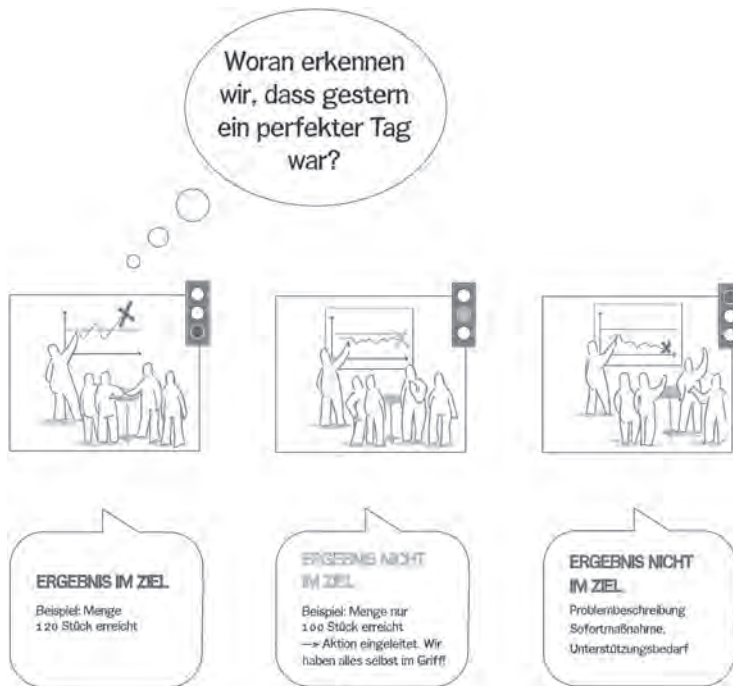 Woran erkennen
wir, dass gestern
ein perfekter Tag
war?
ERGEBNIS IM ZIEL
Beispiel: Menge
120 Stück erreicht
ERGEBNIS NICHT
IM ZIEL
Beispiel: Menge nur
100 Stück erreicht
→ Aktion eingeleitet. Wir
haben alles selbst im Griff!
ERGEBNIS NICHT
IM ZIEL
Problembeschreibung
Sofortmaßnahme,
Unterstützungsbedarf